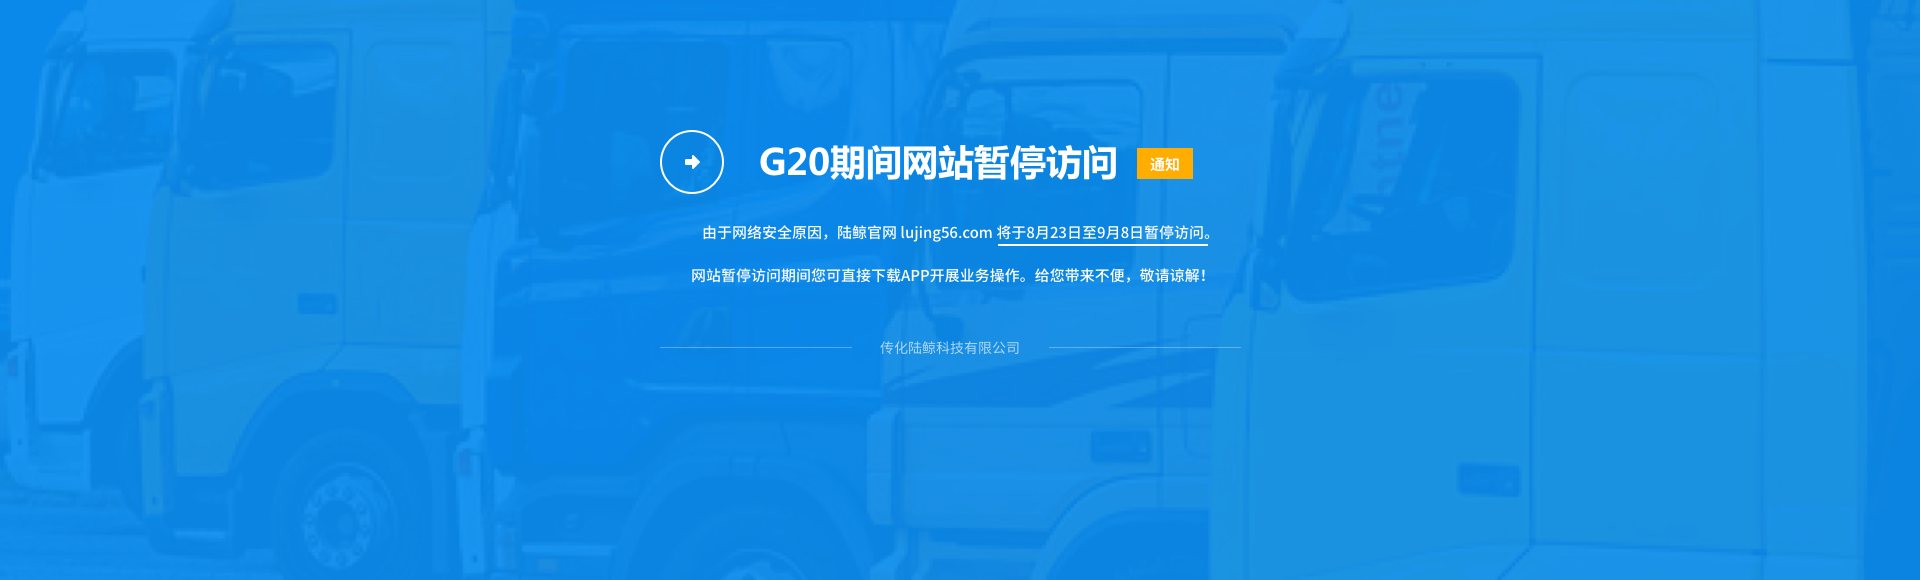 G20期间网站暂停访问 通知
由于网络安全原因，陆鲸官网 lujing56.com 将于8月23日至9月8日暂停访问。
网站暂停访问期间您可直接下载APP开展业务操作。给您带来不便，敬请谅解！
传化陆鲸科技有限公司